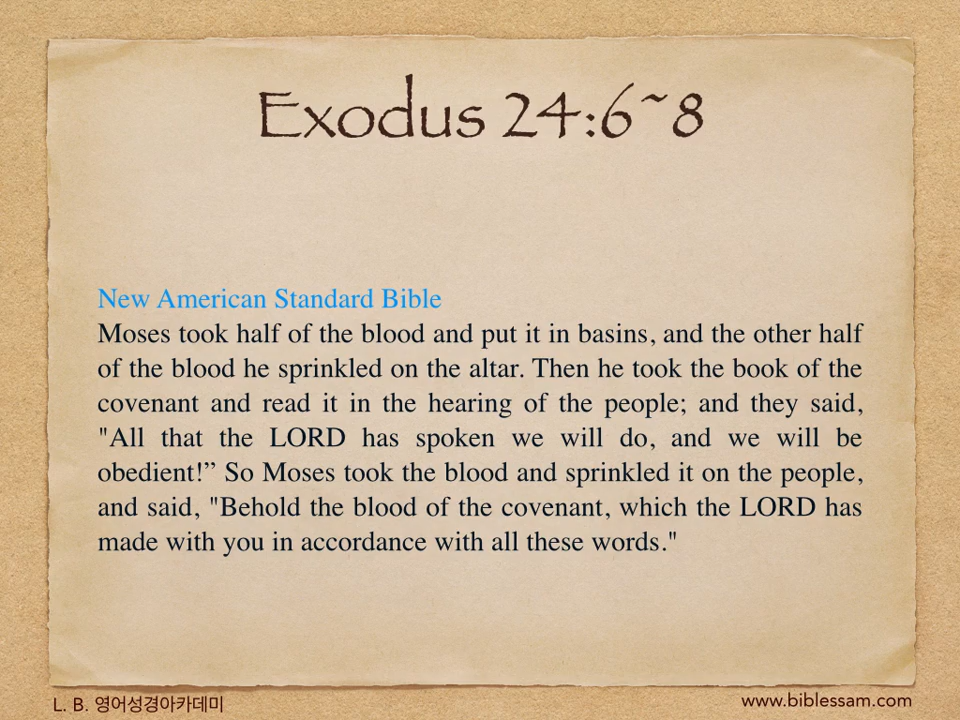 Exodus 24:6~8
New American Standard Bible
Moses took half of the blood and put it in basins, and the other half
of the blood he sprinkled on the altar. Then he took the book of the
covenant and read it in the hearing of the people; and they said,
"All that the LORD has spoken we will do, and we will be
obedient!” So Moses took the blood and sprinkled it on the people,
and said, "Behold the blood of the covenant, which the LORD has
made with you in accordance with all these words."
L. B. 영어성경아카데미
www.biblessam.com